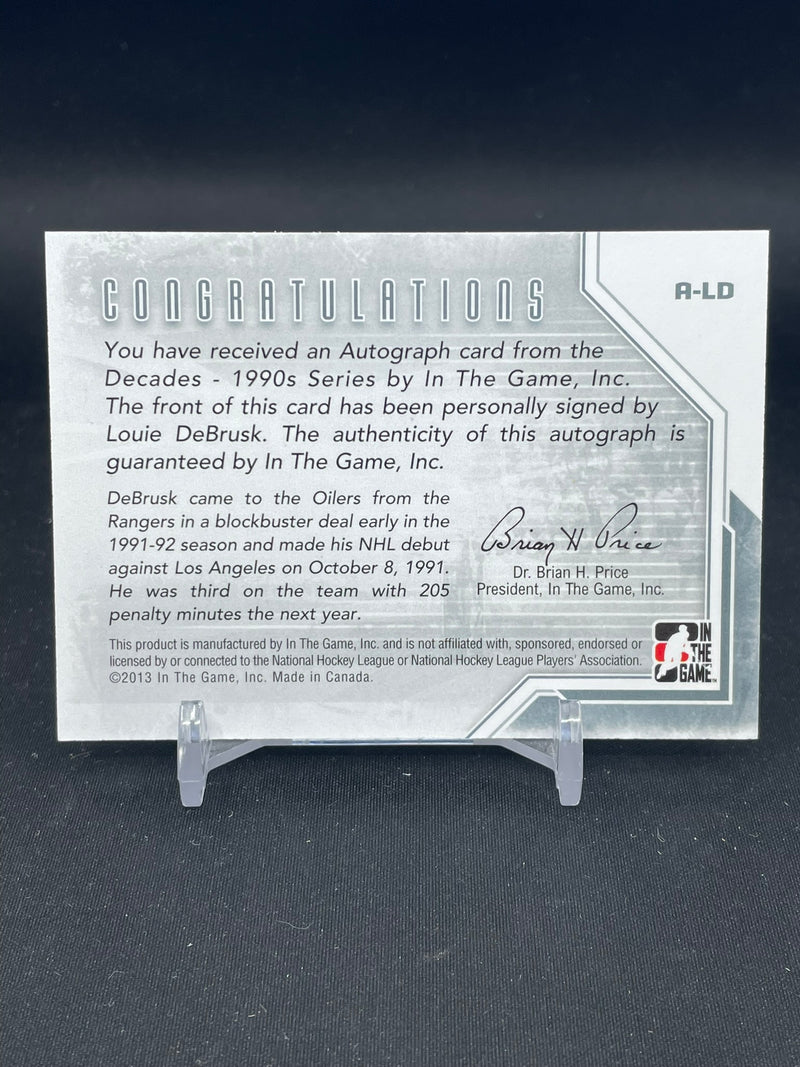 CONGRATULATIONS
A-LD
You have received an Autograph card from the
Decades - 1990s Series by In The Game, Inc.
The front of this card has been personally signed by
Louie DeBrusk. The authenticity of this autograph is
guaranteed by In The Game, Inc.
DeBrusk came to the Oilers from the
Rangers in a blockbuster deal early in the
1991-92 season and made his NHL debut
against Los Angeles on October 8, 1991.
He was third on the team with 205
penalty minutes the next year.
Brian H Price
Dr. Brian H. Price
President, In The Game, Inc.
This product is manufactured by In The Game, Inc. and is not affiliated with, sponsored, endorsed or
licensed by or connected to the National Hockey League or National Hockey League Players' Association.
©2013 In The Game, Inc. Made in Canada.
IN
THE
GAME™